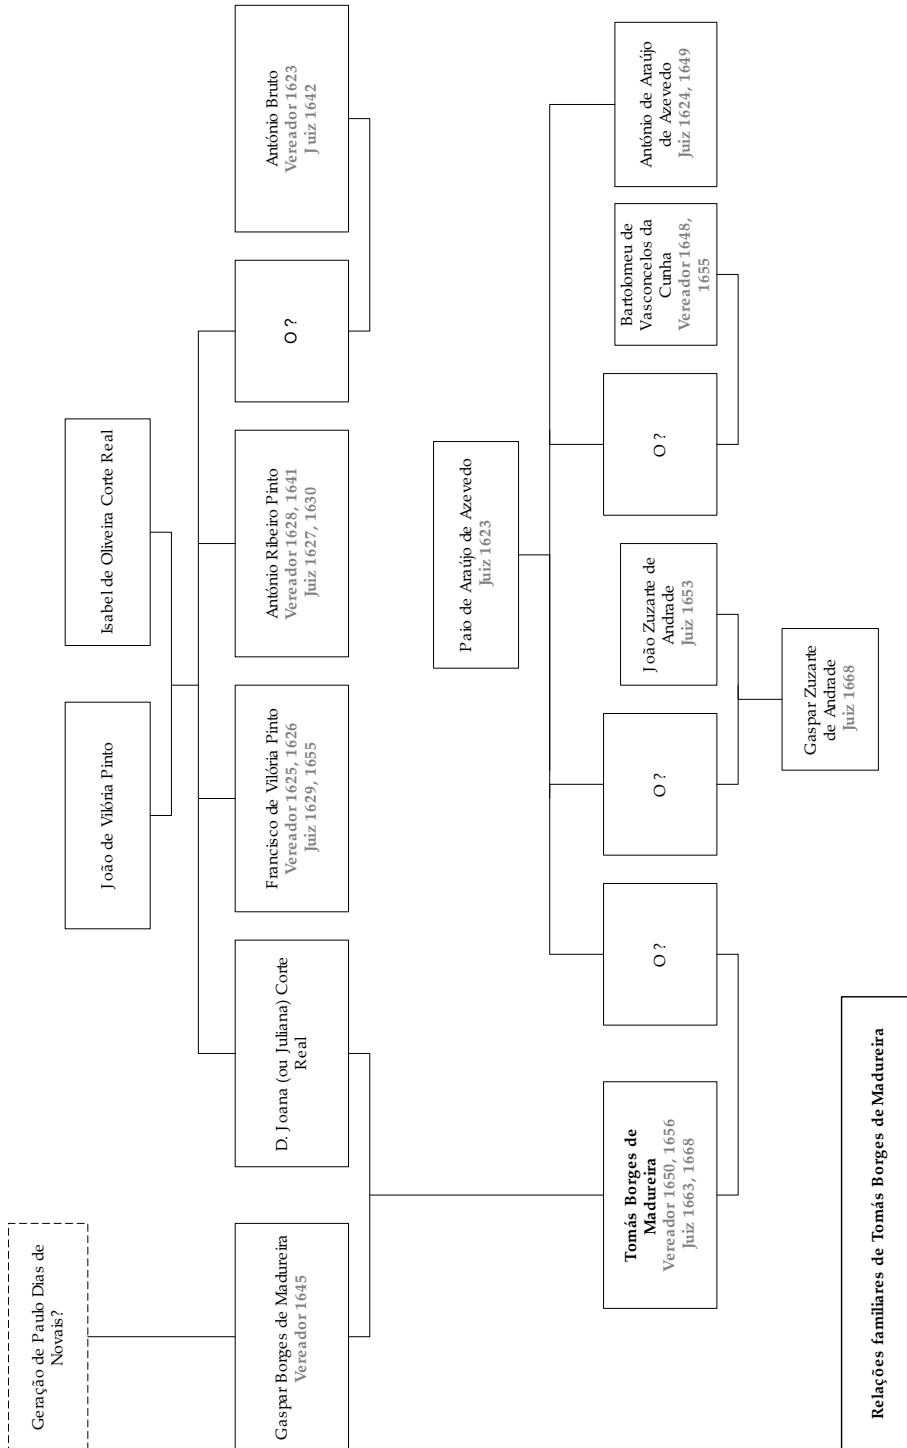 Geração de Paulo Dias de
Novais?
João de Vilória Pinto
Isabel de Oliveira Corte Real
Gaspar Borges de Madureira
Vereador 1645
D. Joana (ou Juliana) Corte
Real
Francisco de Vilória Pinto
Vereador 1625, 1626
Juiz 1629, 1655
António Ribeiro Pinto
Vereador 1628, 1641
Juiz 1627, 1630
O ?
António Bruto
Vereador 1623
Juiz 1642
Paio de Araújo de Azevedo
Juiz 1623
Tomás Borges de
Madureira
Vereador 1650, 1656
Juiz 1663, 1668
O ?
O ?
João Zuzarte de
Andrade
Juiz 1653
O ?
Bartolomeu de
Vasconcelos da
Cunha
Vereador 1648,
1655
António de Araújo
de Azevedo
Juiz 1624, 1649
Gaspar Zuzarte
de Andrade
Juiz 1668
Relações familiares de Tomás Borges de Madureira